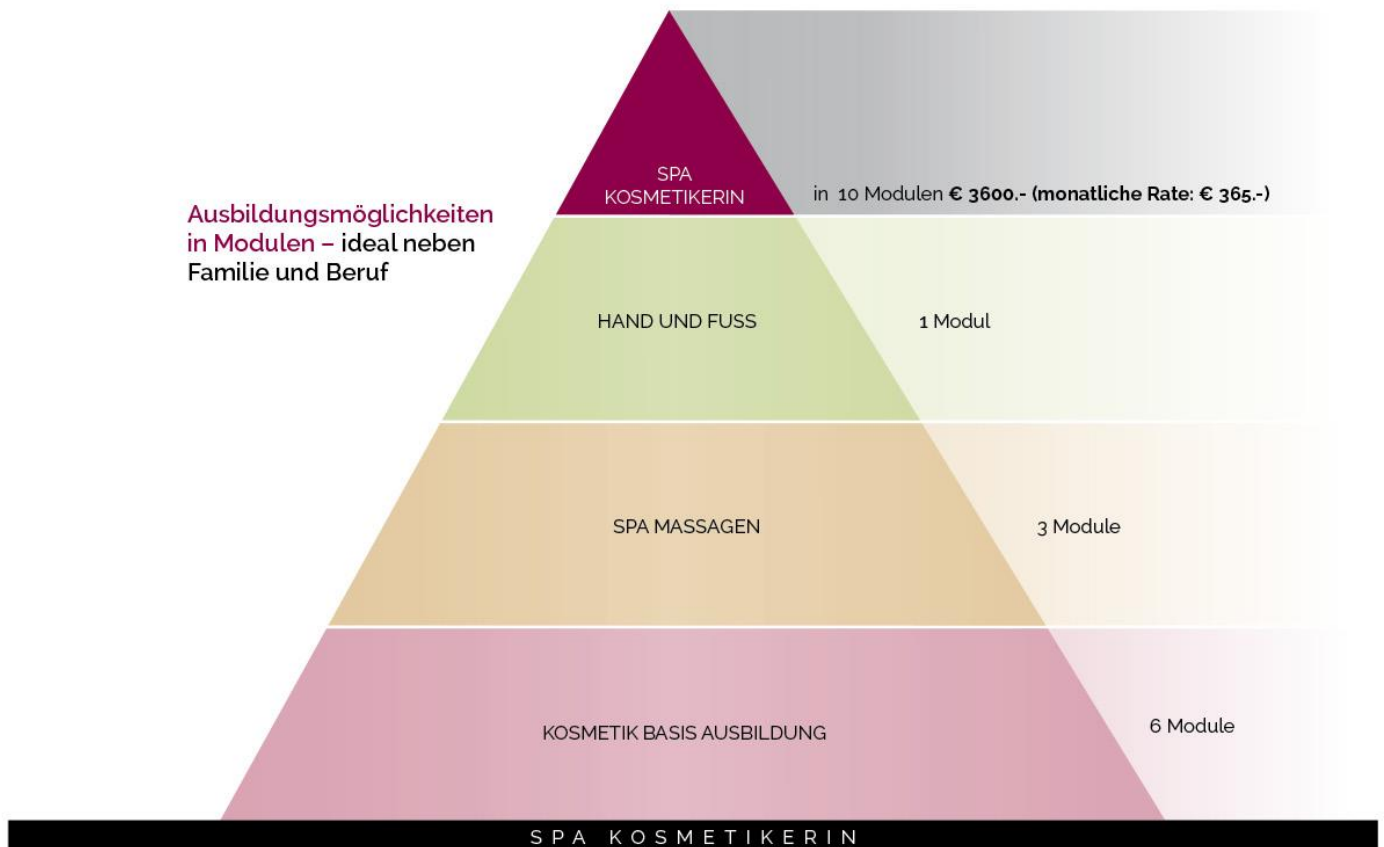 SPA
KOSMETIKERIN
in 10 Modulen € 3600.- (monatliche Rate: € 365.-)
Ausbildungsmöglichkeiten
in Modulen – ideal neben
Familie und Beruf
HAND UND FUSS
1 Modul
SPA MASSAGEN
3 Module
KOSMETIK BASIS AUSBILDUNG
6 Module
SPA KOSMETIKERIN